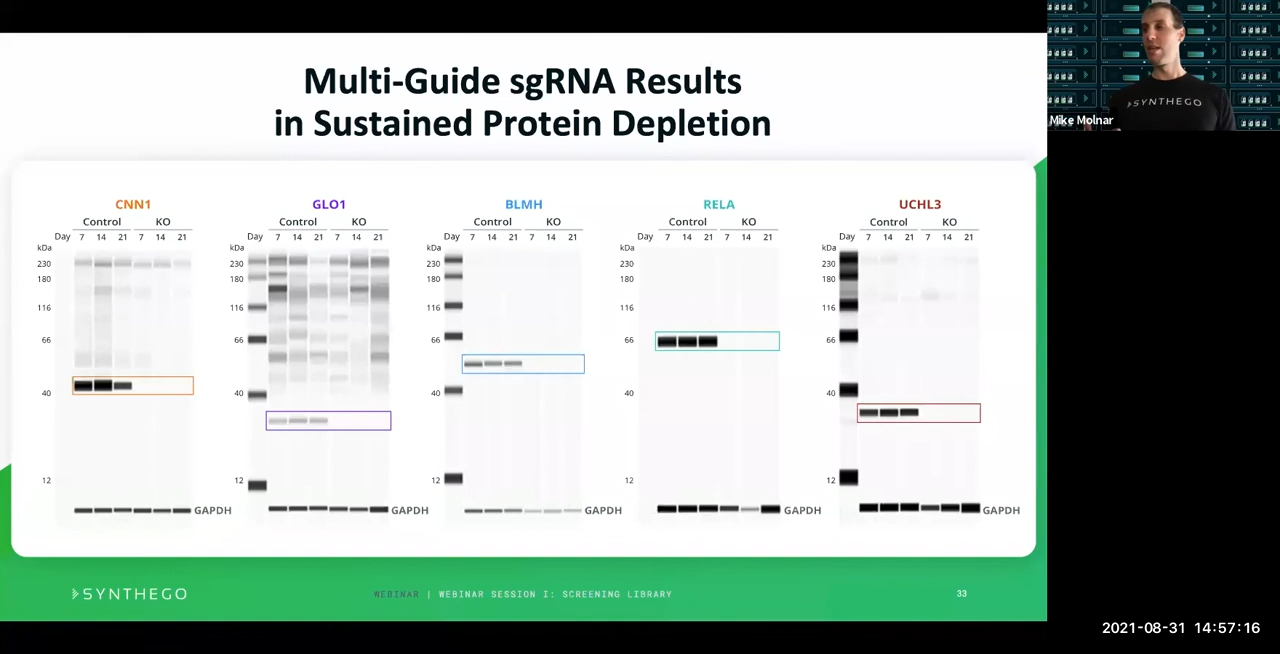 Multi-Guide sgRNA Results
in Sustained Protein Depletion
CNN1
Control KO
Day 7 14 21 7 14 21
kDa
230
180
116
66
40
12
GAPDH
GLO1
Control KO
Day 7 14 21 7 14 21
kDa
230
180
116
66
40
12
GAPDH
BLMH
Control KO
Day 7 14 21 7 14 21
kDa
230
180
116
66
40
12
GAPDH
RELA
Control KO
Day 7 14 21 7 14 21
kDa
230
180
116
66
40
12
GAPDH
UCHL3
Control KO
Day 7 14 21 7 14 21
kDa
230
180
116
66
40
12
GAPDH
SYNTHEGO
WEBINAR | WEBINAR SESSION I: SCREENING LIBRARY
33
SYNTHEGO
Mike Molnar
2021-08-31 14:57:16